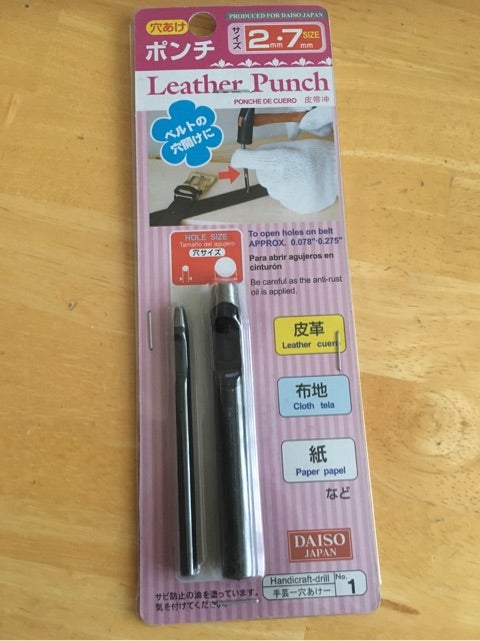 穴あけ
ポンチ
PRODUCED FOR DAISO JAPAN
サイズ
2mm・7mm SIZE
Leather Punch
PONCHE DE CUERO 皮带冲
ベルトの
穴開けに
HOLE SIZE
Tamaño del agujero
穴サイズ
To open holes on belt
APPROX. 0.078"·0.275"
Para abrir agujeros en
cinturón
Be careful as the anti-rust
oil is applied.
皮革
Leather cuero
布地
Cloth tela
紙
Paper papel
など
DAISO
JAPAN
サビ防止の油を塗っています。
気を付けてください。
Handicraft-drill
手芸ー穴あけー
No.
1